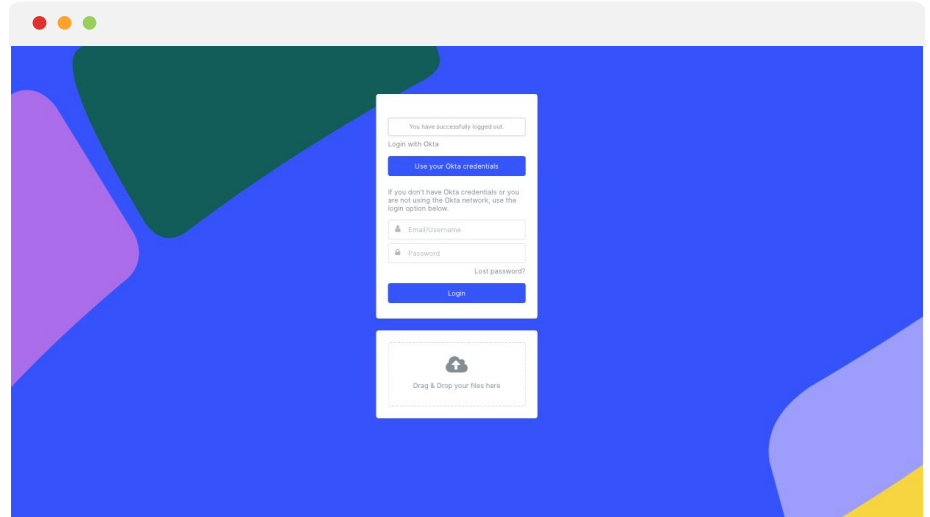 You have successfully logged out.
Login with Okta
Use your Okta credentials
If you don't have Okta credentials or you
are not using the Okta network, use the
login option below.
Email/Username
Password
Lost password?
Login
Drag & Drop your files here